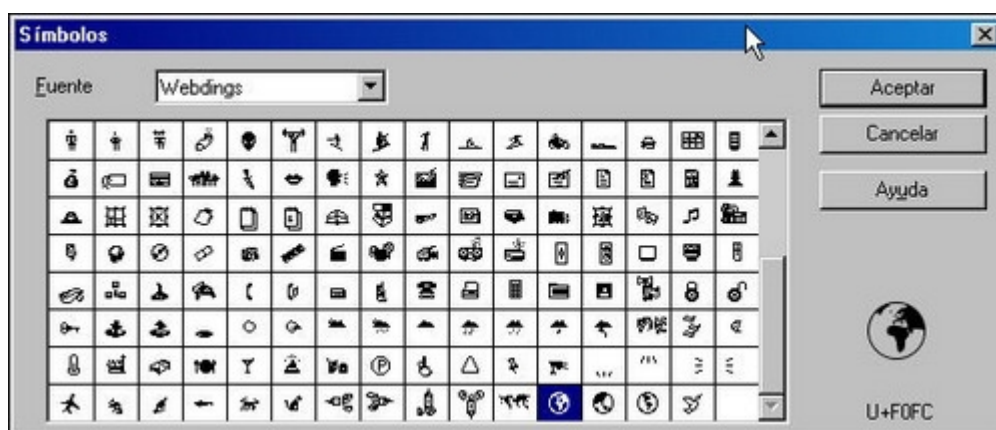 Símbolos
Fuente
Webdings
Aceptar
Cancelar
Ayuda
U+F0FC